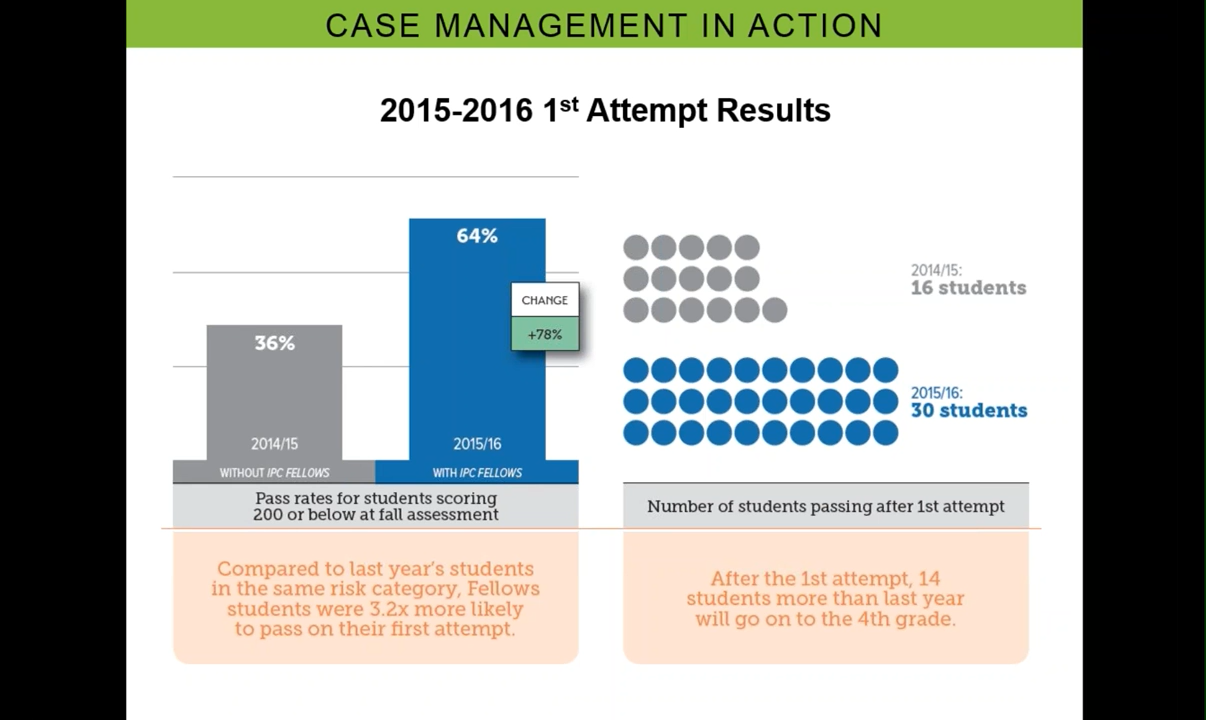 CASE MANAGEMENT IN ACTION
2015-2016 1st Attempt Results
64%
36%
CHANGE
+78%
2014/15
2015/16
WITHOUT IPC FELLOWS
WITH IPC FELLOWS
Pass rates for students scoring
200 or below at fall assessment
Compared to last year's students
in the same risk category, Fellows
students were 3.2x more likely
to pass on their first attempt.
2014/15:
16 students
2015/16:
30 students
Number of students passing after 1st attempt
After the 1st attempt, 14
students more than last year
will go on to the 4th grade.